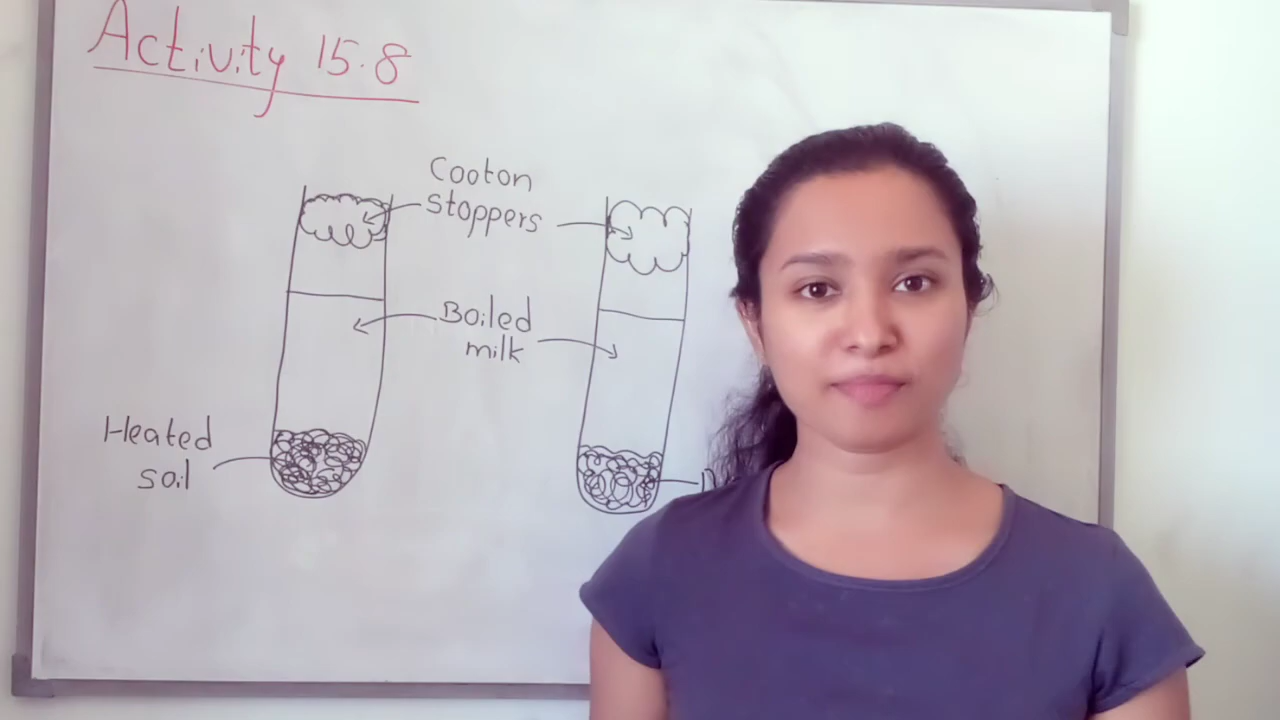 Activity 15.8
Cooton
stoppers
Boiled
milk
Heated
soil